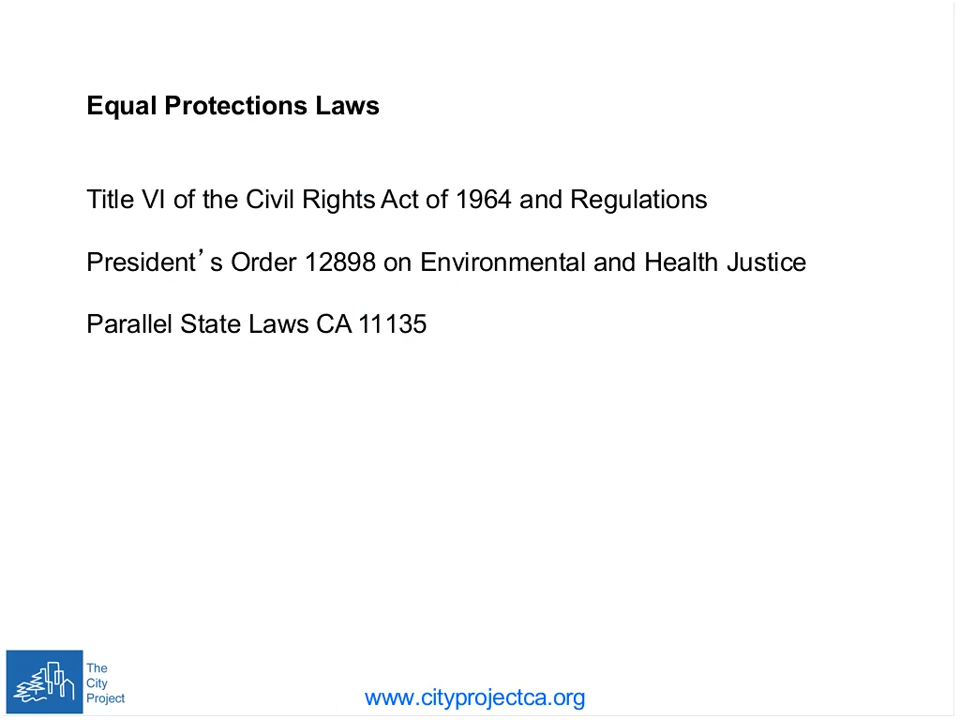 Equal Protections Laws
Title VI of the Civil Rights Act of 1964 and Regulations
President’s Order 12898 on Environmental and Health Justice
Parallel State Laws CA 11135
The
City
Project
www.cityprojectca.org